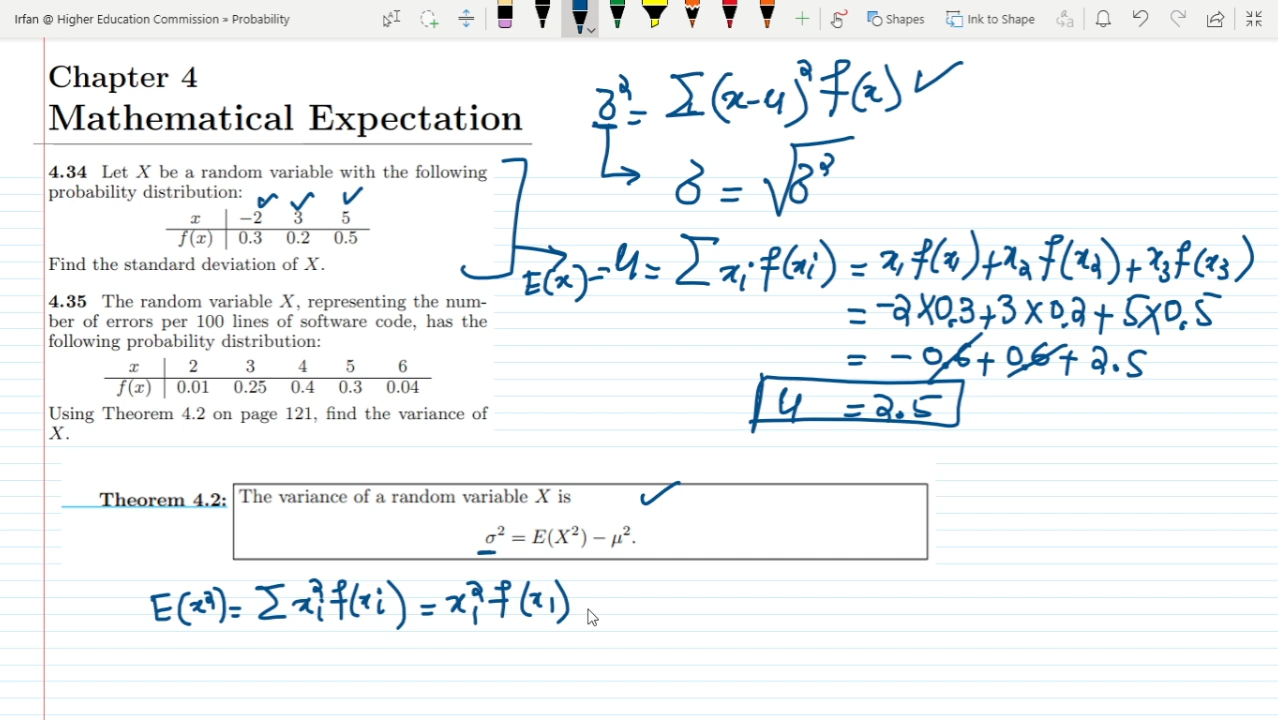 Irfan @ Higher Education Commission » Probability
Shapes
Ink to Shape
Chapter 4
Mathematical Expectation
4.34 Let X be a random variable with the following
probability distribution:
x −2 3 5
f(x) 0.3 0.2 0.5
Find the standard deviation of X.
4.35 The random variable X, representing the num-
ber of errors per 100 lines of software code, has the
following probability distribution:
x 2 3 4 5 6
f(x) 0.01 0.25 0.4 0.3 0.04
Using Theorem 4.2 on page 121, find the variance of
X.
σ² = Σ(x-μ)² f(x) ✓
σ = √σ²
E(x) = μ = Σ xᵢ f(xᵢ) = x₁ f(x₁) + x₂ f(x₂) + x₃ f(x₃)
= -2×0.3 + 3×0.2 + 5×0.5
= -0.6 + 0.6 + 2.5
μ = 2.5
Theorem 4.2: The variance of a random variable X is
σ² = E(X²) − μ².
E(x²) = Σ xᵢ² f(xᵢ) = x₁² f(x₁)